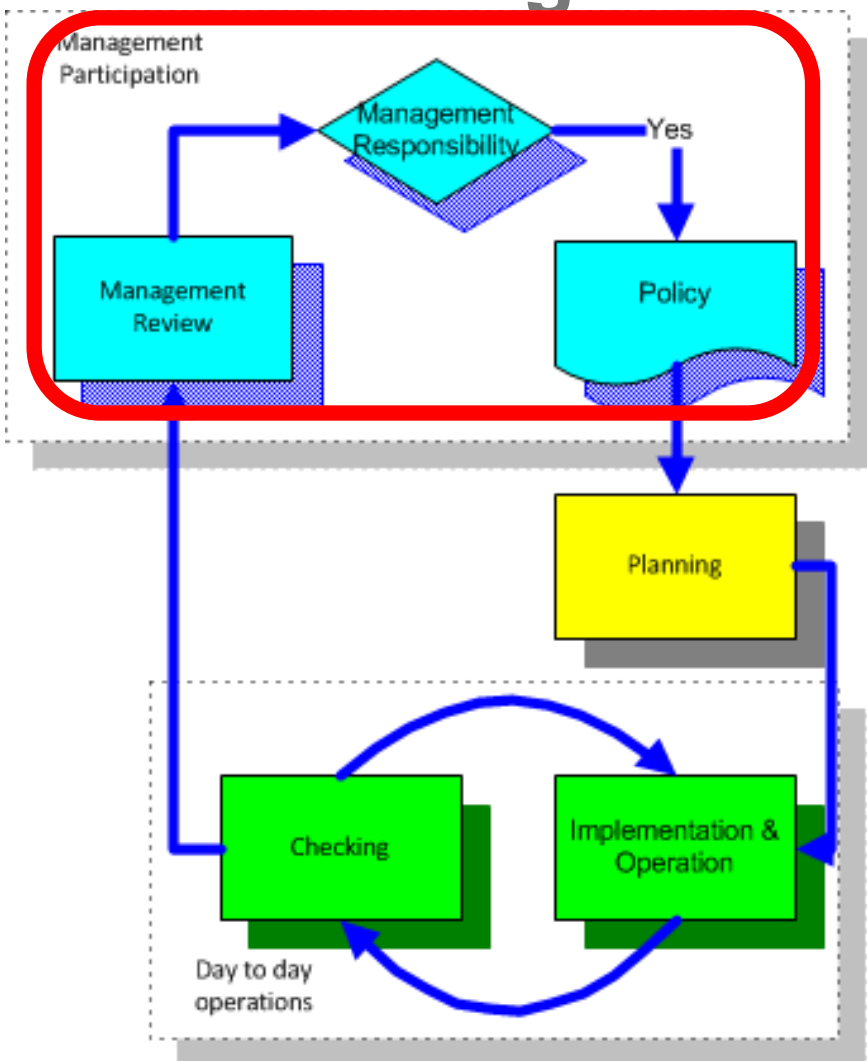 Management
Participation
Management
Responsibility
Yes
Management
Review
Policy
Planning
Checking
Implementation &
Operation
Day to day
operations